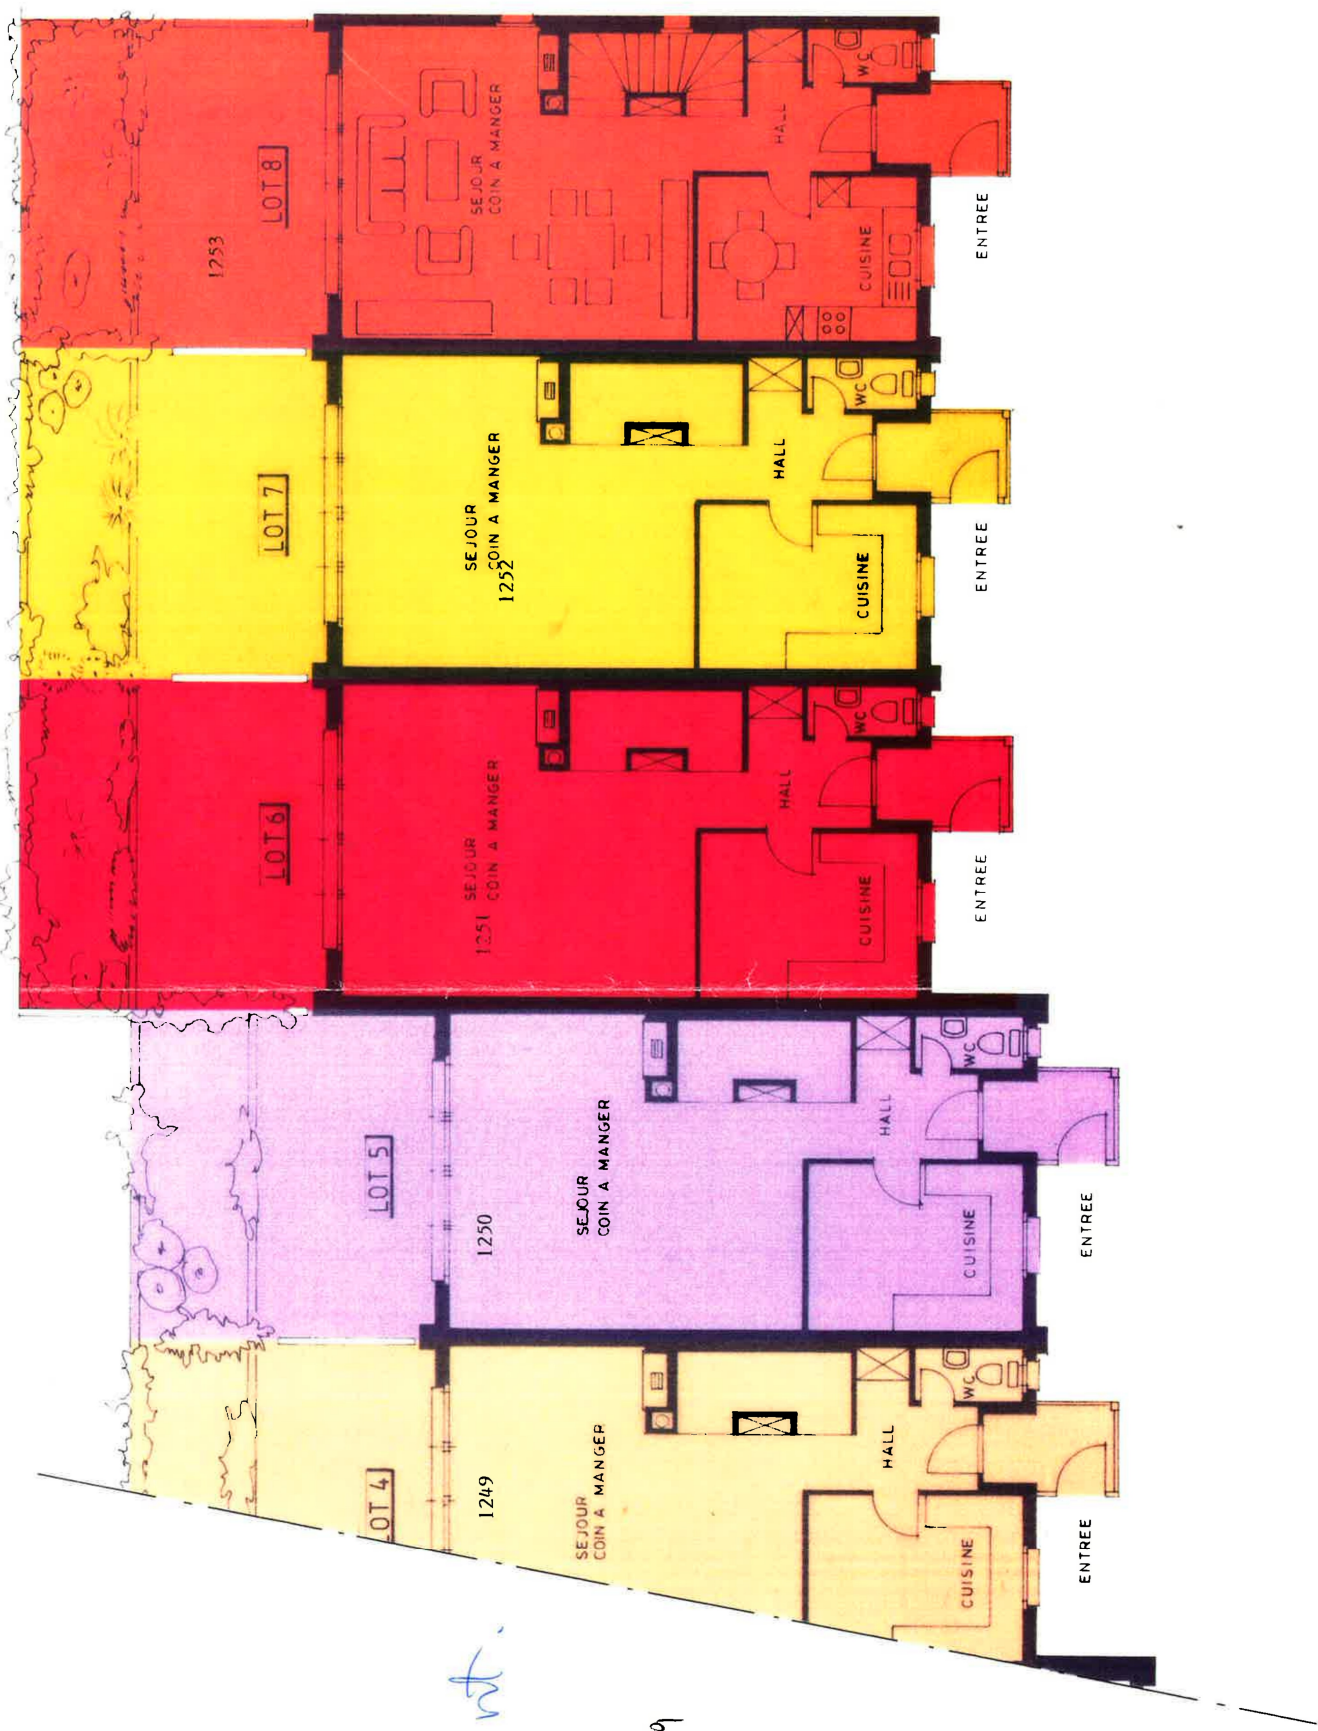 LOT 8
1253
SEJOUR
COIN A MANGER
HALL
WC
CUISINE
ENTREE
LOT 7
SEJOUR
COIN A MANGER
1252
HALL
WC
CUISINE
ENTREE
LOT 6
1251
SEJOUR
COIN A MANGER
HALL
WC
CUISINE
ENTREE
LOT 5
1250
SEJOUR
COIN A MANGER
HALL
WC
CUISINE
ENTREE
OT 4
1249
SEJOUR
COIN A MANGER
HALL
WC
CUISINE
ENTREE